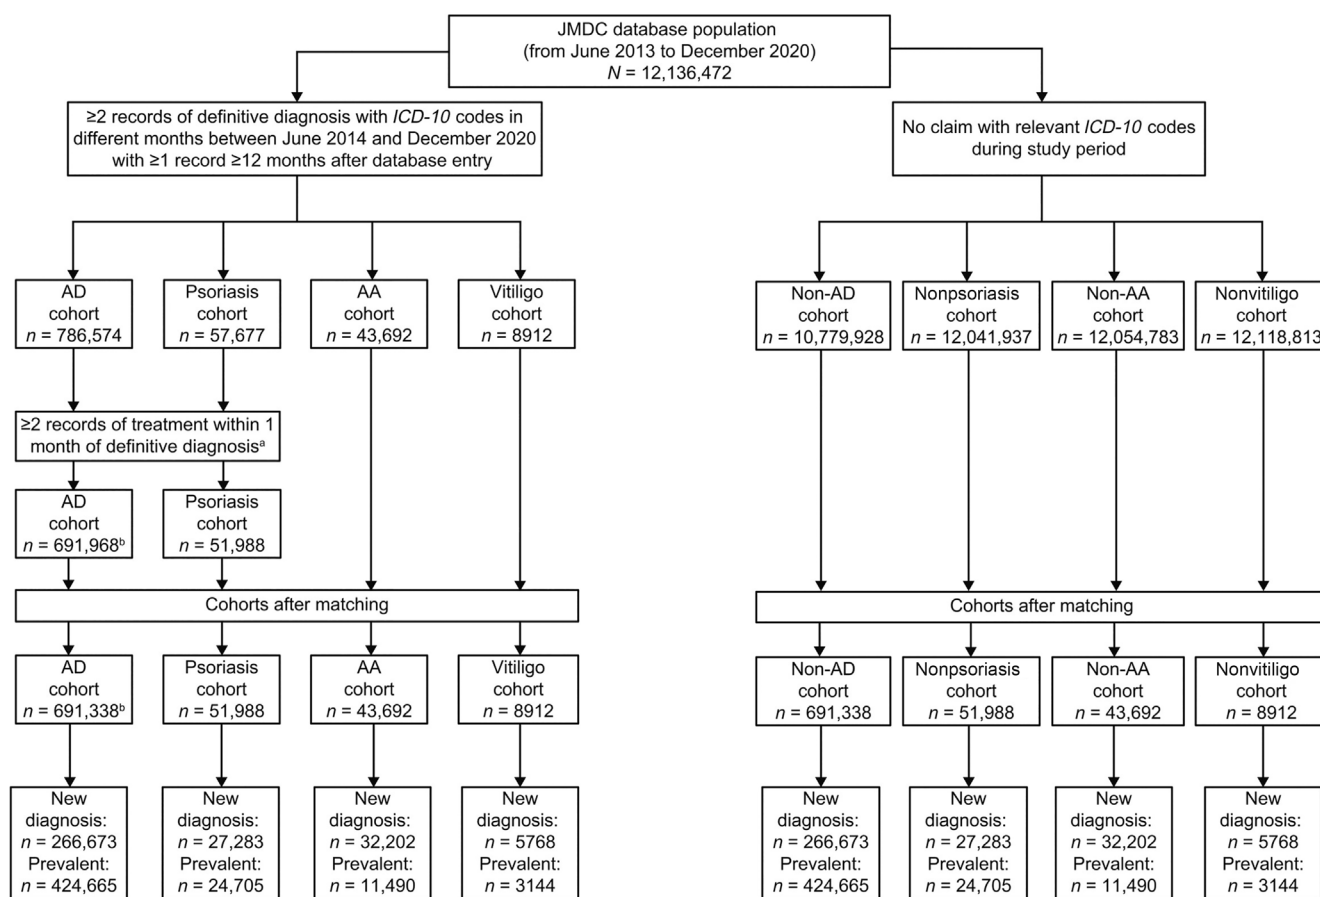 JMDC database population
(from June 2013 to December 2020)
N = 12,136,472
≥2 records of definitive diagnosis with ICD-10 codes in
different months between June 2014 and December 2020
with ≥1 record ≥12 months after database entry
No claim with relevant ICD-10 codes
during study period
AD
cohort
n = 786,574
Psoriasis
cohort
n = 57,677
AA
cohort
n = 43,692
Vitiligo
cohort
n = 8912
Non-AD
cohort
n = 10,779,928
Nonpsoriasis
cohort
n = 12,041,937
Non-AA
cohort
n = 12,054,783
Nonvitiligo
cohort
n = 12,118,813
≥2 records of treatment within 1
month of definitive diagnosisᵃ
AD
cohort
n = 691,968ᵇ
Psoriasis
cohort
n = 51,988
Cohorts after matching
Cohorts after matching
AD
cohort
n = 691,338ᵇ
Psoriasis
cohort
n = 51,988
AA
cohort
n = 43,692
Vitiligo
cohort
n = 8912
Non-AD
cohort
n = 691,338
Nonpsoriasis
cohort
n = 51,988
Non-AA
cohort
n = 43,692
Nonvitiligo
cohort
n = 8912
New
diagnosis:
n = 266,673
Prevalent:
n = 424,665
New
diagnosis:
n = 27,283
Prevalent:
n = 24,705
New
diagnosis:
n = 32,202
Prevalent:
n = 11,490
New
diagnosis:
n = 5768
Prevalent:
n = 3144
New
diagnosis:
n = 266,673
Prevalent:
n = 424,665
New
diagnosis:
n = 27,283
Prevalent:
n = 24,705
New
diagnosis:
n = 32,202
Prevalent:
n = 11,490
New
diagnosis:
n = 5768
Prevalent:
n = 3144